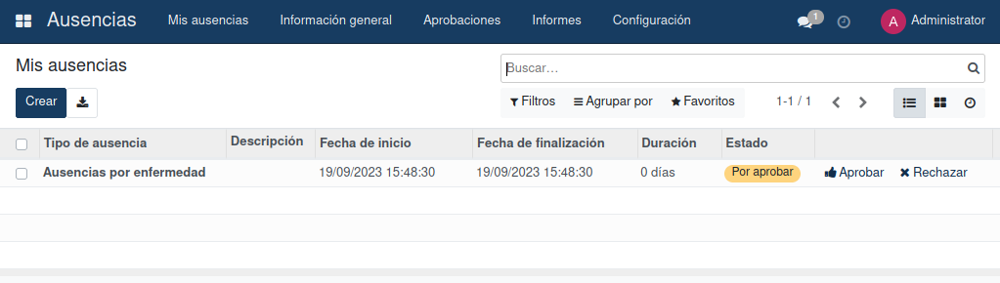 Ausencias Mis ausencias Información general Aprobaciones Informes Configuración 1 A Administrator
Mis ausencias Buscar...
Crear Filtros Agrupar por Favoritos 1-1 / 1
Tipo de ausencia Descripción Fecha de inicio Fecha de finalización Duración Estado
Ausencias por enfermedad 19/09/2023 15:48:30 19/09/2023 15:48:30 0 días Por aprobar Aprobar Rechazar